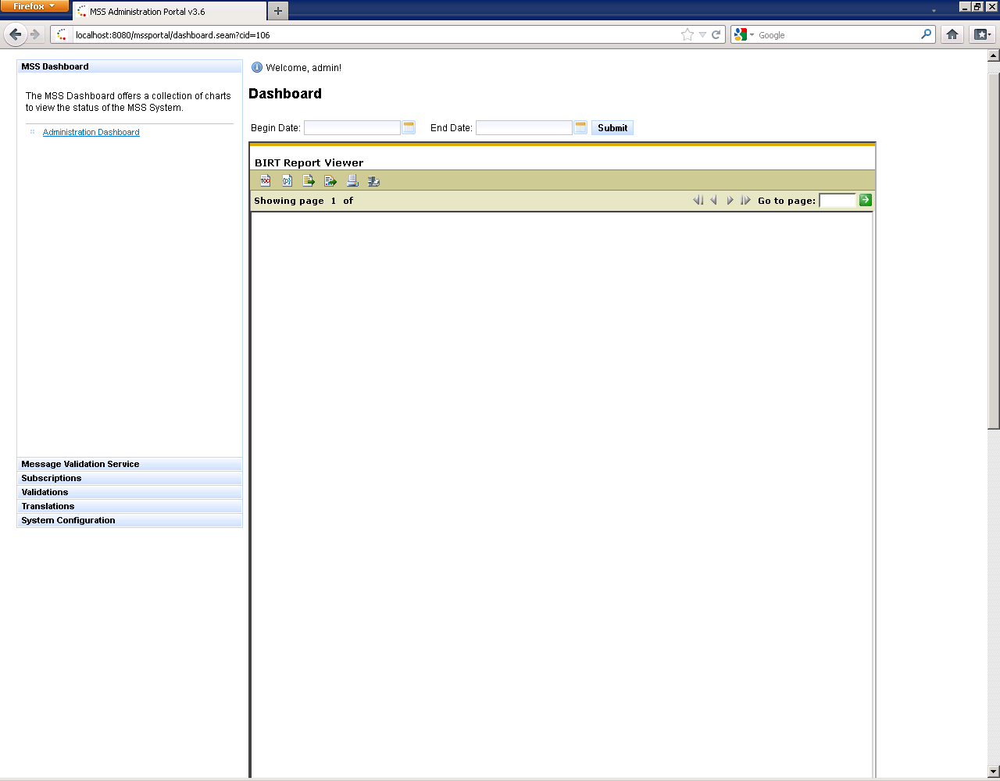 Firefox
MSS Administration Portal v3.6
localhost:8080/mssportal/dashboard.seam?cid=106
Google
MSS Dashboard
The MSS Dashboard offers a collection of charts
to view the status of the MSS System.
Administration Dashboard
Message Validation Service
Subscriptions
Validations
Translations
System Configuration
Welcome, admin!
Dashboard
Begin Date:
End Date:
Submit
BIRT Report Viewer
TOC
Showing page 1 of
Go to page: